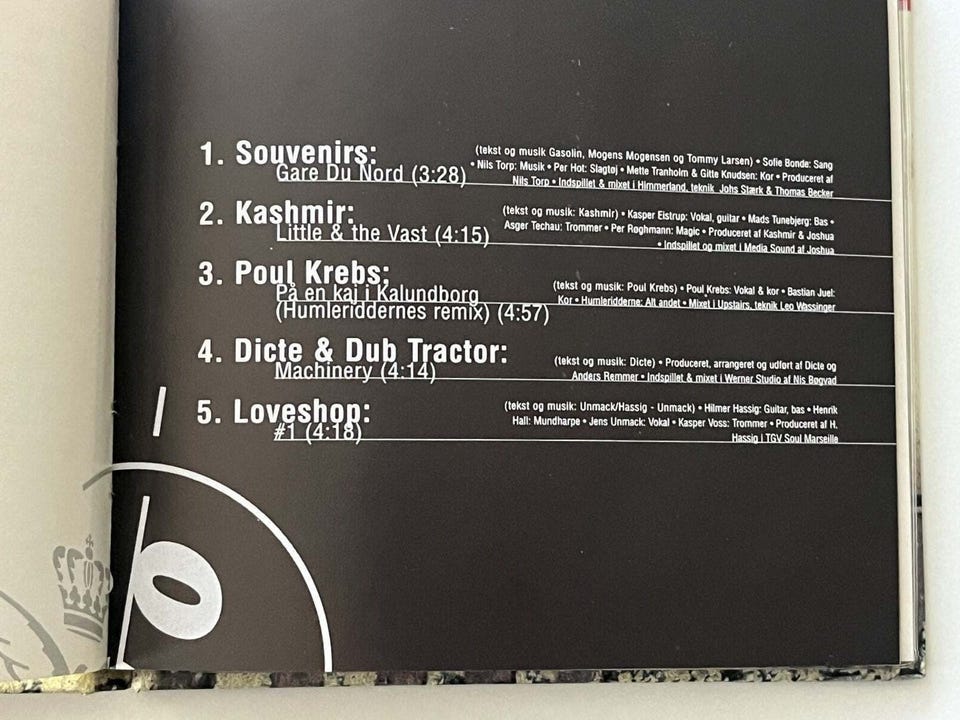 1. Souvenirs:
Gare Du Nord (3:28)
(tekst og musik Gasolin, Mogens Mogensen og Tommy Larsen) • Sofie Bonde: Sang
• Nils Torp: Musik • Per Hot: Slagtøj • Mette Tranholm & Gitte Knudsen: Kor • Produceret af
Nils Torp • Indspillet & mixet i Himmerland, teknik Johs Stærk & Thomas Becker
2. Kashmir:
Little & the Vast (4:15)
(tekst og musik: Kashmir) • Kasper Eistrup: Vokal, guitar • Mads Tunebjerg: Bas •
Asger Techau: Trommer • Per Røghmann: Magic • Produceret af Kashmir & Joshua
• Indspillet og mixet i Media Sound af Joshua
3. Poul Krebs:
På en kaj i Kalundborg
(Humleriddernes remix) (4:57)
(tekst og musik: Poul Krebs) • Poul Krebs: Vokal & kor • Bastian Juel:
Kor • Humleridderne: Alt andet • Mixet i Upstairs, teknik Leo Wassinger
4. Dicte & Dub Tractor:
Machinery (4:14)
(tekst og musik: Dicte) • Produceret, arrangeret og udført af Dicte og
Anders Remmer • Indspillet & mixet i Werner Studio af Nis Bøgvad
5. Loveshop:
#1 (4:18)
(tekst og musik: Unmack/Hassig - Unmack) • Hilmer Hassig: Guitar, bas • Henrik
Hall: Mundharpe • Jens Unmack: Vokal • Kasper Voss: Trommer • Produceret af H.
Hassig i TGV Soul Marseille